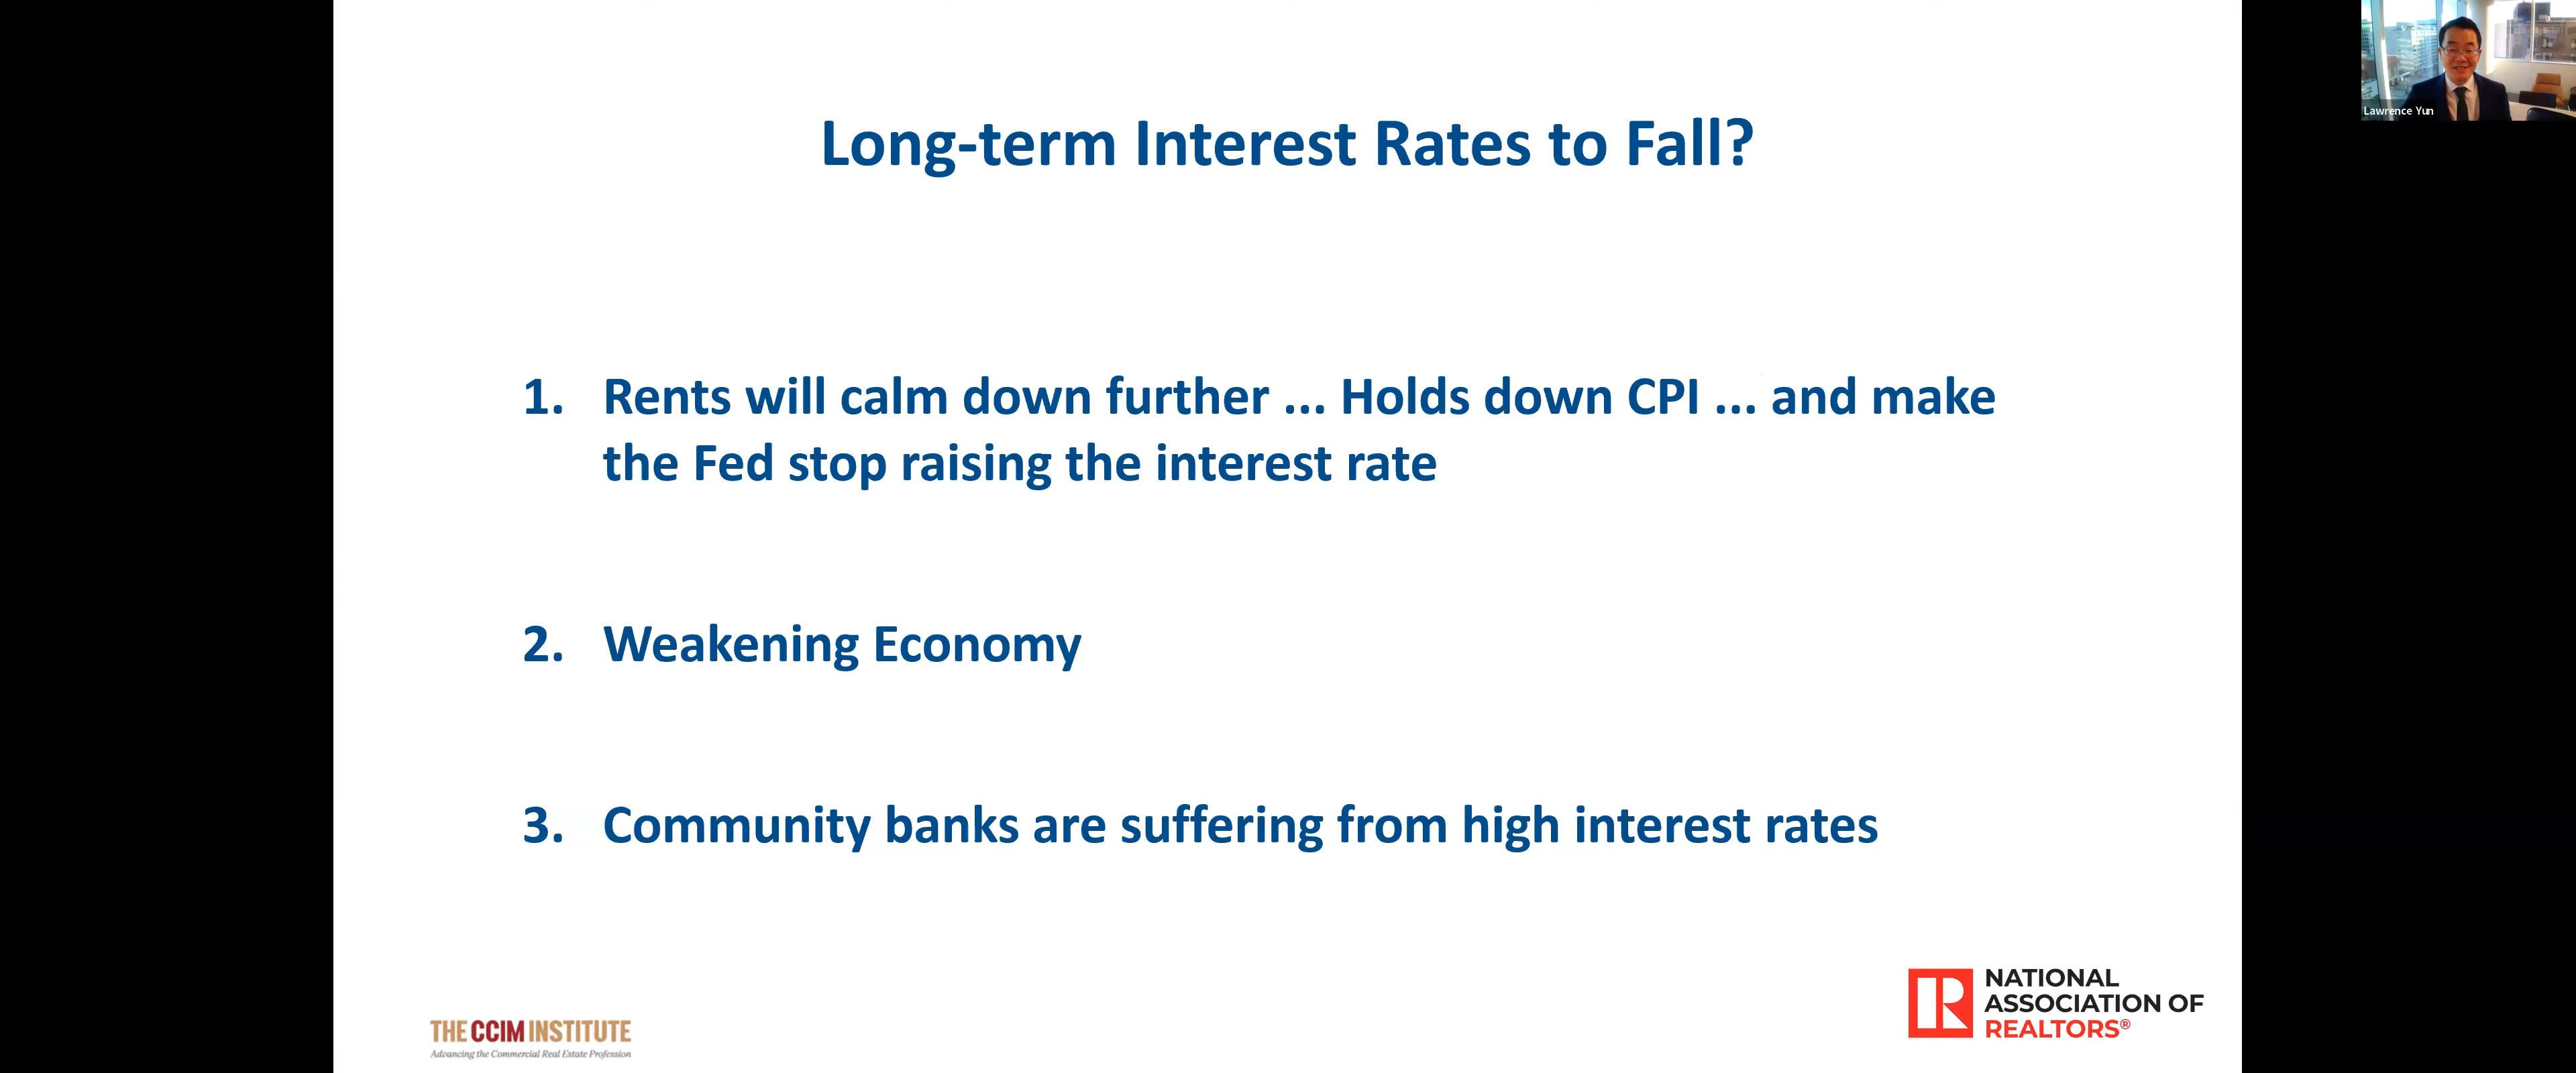 Lawrence Yun
Long-term Interest Rates to Fall?
1. Rents will calm down further ... Holds down CPI ... and make
the Fed stop raising the interest rate
2. Weakening Economy
3. Community banks are suffering from high interest rates
THE CCIM INSTITUTE
Advancing the Commercial Real Estate Profession
NATIONAL
ASSOCIATION OF
REALTORS®